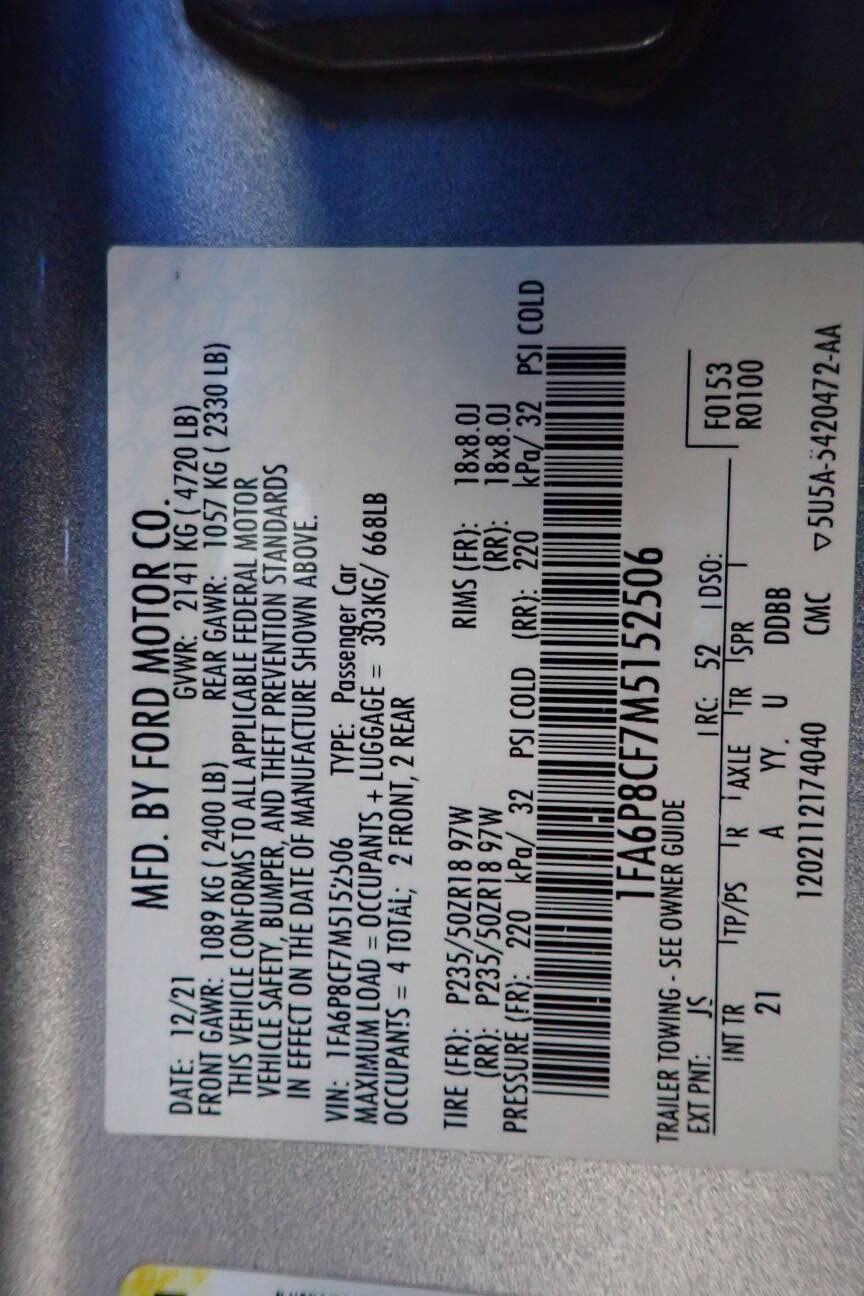 MFD. BY FORD MOTOR CO.
DATE: 12/21 GVWR: 2141 KG ( 4720 LB)
FRONT GAWR: 1089 KG ( 2400 LB) REAR GAWR: 1057 KG ( 2330 LB)
THIS VEHICLE CONFORMS TO ALL APPLICABLE FEDERAL MOTOR
VEHICLE SAFETY, BUMPER, AND THEFT PREVENTION STANDARDS
IN EFFECT ON THE DATE OF MANUFACTURE SHOWN ABOVE.
VIN: 1FA6P8CF7M5152506 TYPE: Passenger Car
MAXIMUM LOAD = OCCUPANTS + LUGGAGE = 303KG/ 668LB
OCCUPANTS = 4 TOTAL; 2 FRONT, 2 REAR
TIRE (FR): P235/50ZR18 97W RIMS (FR): 18x8.0J
(RR): P235/50ZR18 97W (RR): 18x8.0J
PRESSURE (FR): 220 kPa/ 32 PSI COLD (RR): 220 kPa/ 32 PSI COLD
1FA6P8CF7M5152506
TRAILER TOWING - SEE OWNER GUIDE
EXT PNT: JS RC: 52 DSO: F0153
INT TR TP/PS R AXLE TR SPR R0100
21 A YY. U DDBB
1202112174040 CMC ▽5U5A-5420472-AA